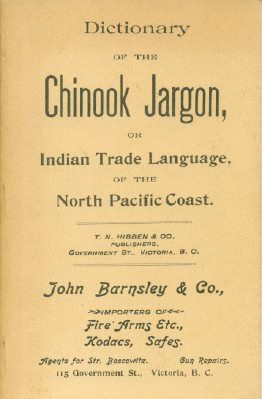 Dictionary
OF THE
Chinook Jargon,
OR
Indian Trade Language.
OF THE
North Pacific Coast.
T. N. HIBBEN & CO.
PUBLISHERS,
GOVERNMENT ST., VICTORIA, B. C.
John Barnsley & Co.,
IMPORTERS OF
Fire Arms Etc.,
Kodacs, Safes.
Agents for Str. Boscowitz. Gun Repairs.
115 Government St., Victoria, B. C.